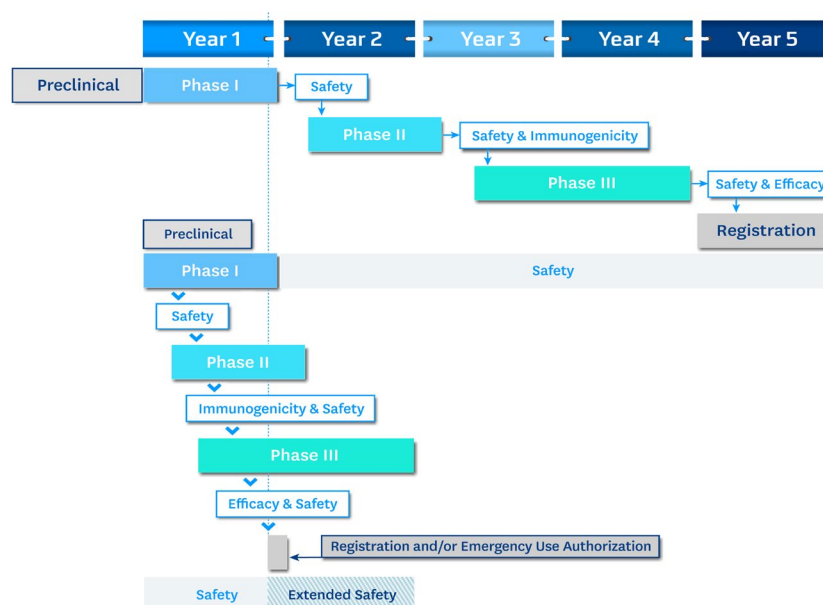 Year 1 Year 2 Year 3 Year 4 Year 5
Preclinical Phase I Safety
Phase II Safety & Immunogenicity
Phase III Safety & Efficacy
Registration
Preclinical
Phase I Safety
Safety
Phase II
Immunogenicity & Safety
Phase III
Efficacy & Safety
Registration and/or Emergency Use Authorization
Safety Extended Safety